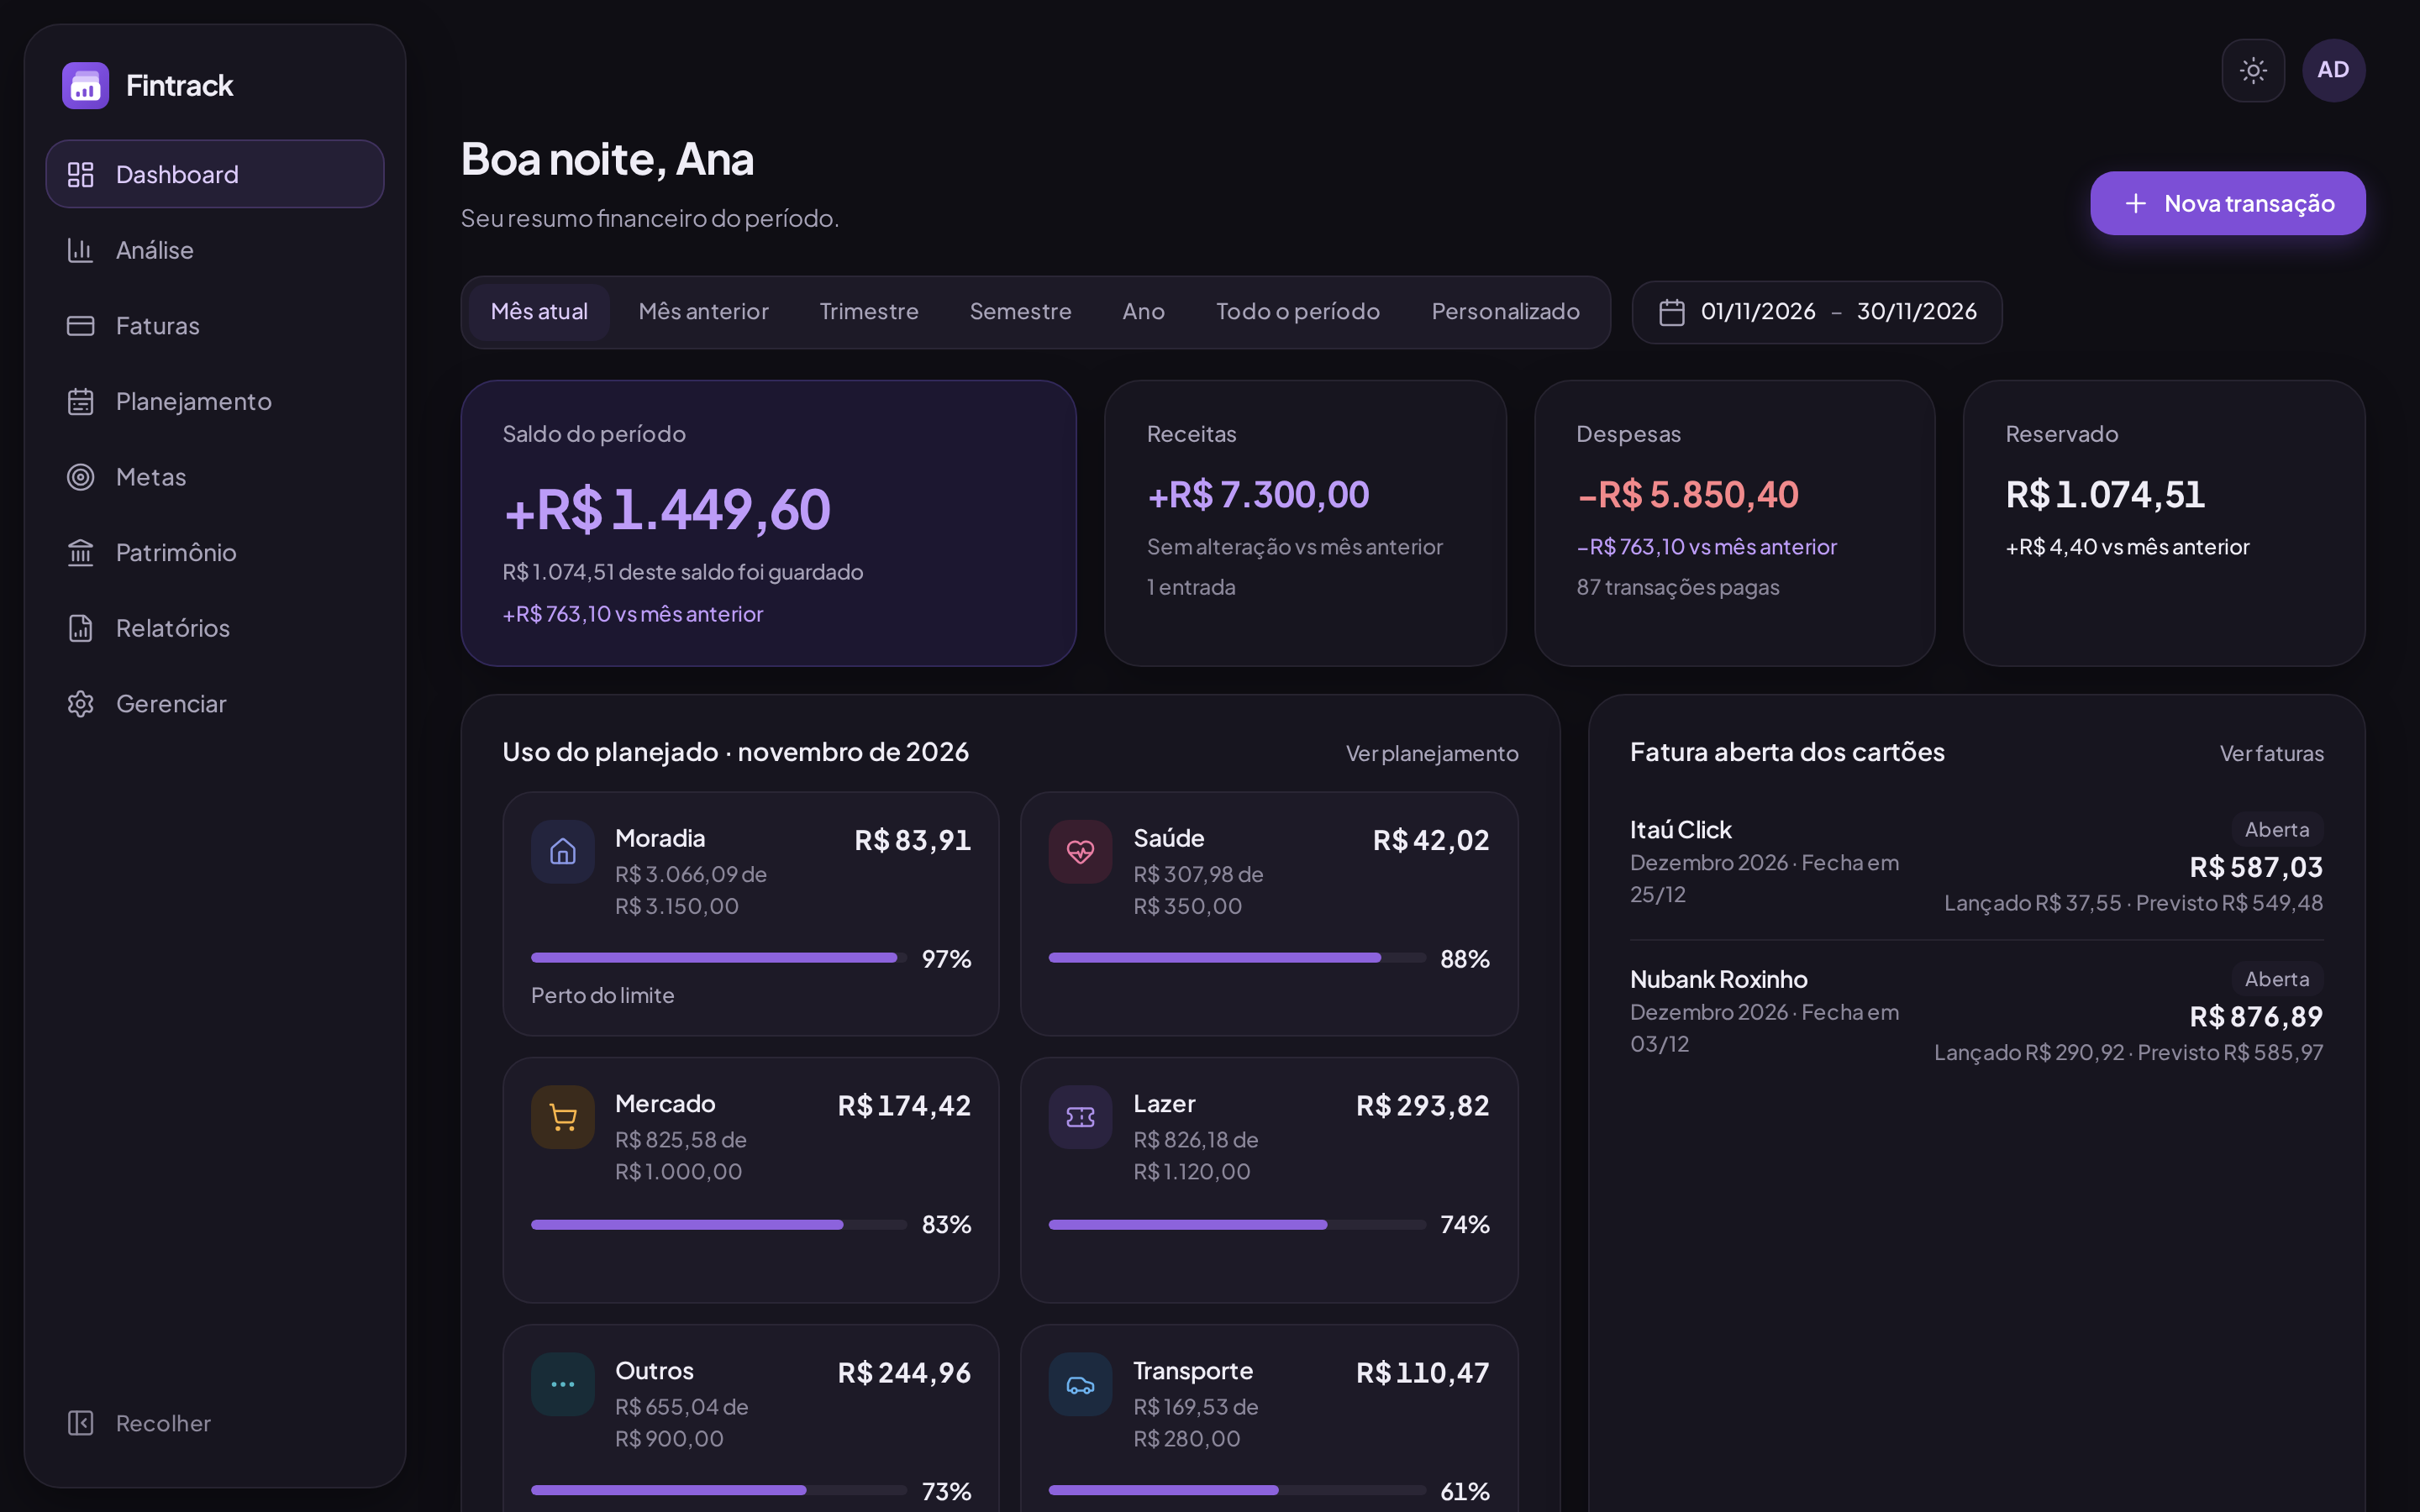 Fintrack
Dashboard
Análise
Faturas
Planejamento
Metas
Patrimônio
Relatórios
Gerenciar
Recolher
AD
Boa noite, Ana
Seu resumo financeiro do período.
Nova transação
Mês atual
Mês anterior
Trimestre
Semestre
Ano
Todo o período
Personalizado
01/11/2026 – 30/11/2026
Saldo do período
+R$ 1.449,60
R$ 1.074,51 deste saldo foi guardado
+R$ 763,10 vs mês anterior
Receitas
+R$ 7.300,00
Sem alteração vs mês anterior
1 entrada
Despesas
−R$ 5.850,40
−R$ 763,10 vs mês anterior
87 transações pagas
Reservado
R$ 1.074,51
+R$ 4,40 vs mês anterior
Uso do planejado · novembro de 2026
Ver planejamento
Moradia
R$ 83,91
R$ 3.066,09 de
R$ 3.150,00
97%
Perto do limite
Saúde
R$ 42,02
R$ 307,98 de
R$ 350,00
88%
Mercado
R$ 174,42
R$ 825,58 de
R$ 1.000,00
83%
Lazer
R$ 293,82
R$ 826,18 de
R$ 1.120,00
74%
Outros
R$ 244,96
R$ 655,04 de
R$ 900,00
73%
Transporte
R$ 110,47
R$ 169,53 de
R$ 280,00
61%
Fatura aberta dos cartões
Ver faturas
Itaú Click
Aberta
Dezembro 2026 · Fecha em
25/12
R$ 587,03
Lançado R$ 37,55 · Previsto R$ 549,48
Nubank Roxinho
Aberta
Dezembro 2026 · Fecha em
03/12
R$ 876,89
Lançado R$ 290,92 · Previsto R$ 585,97